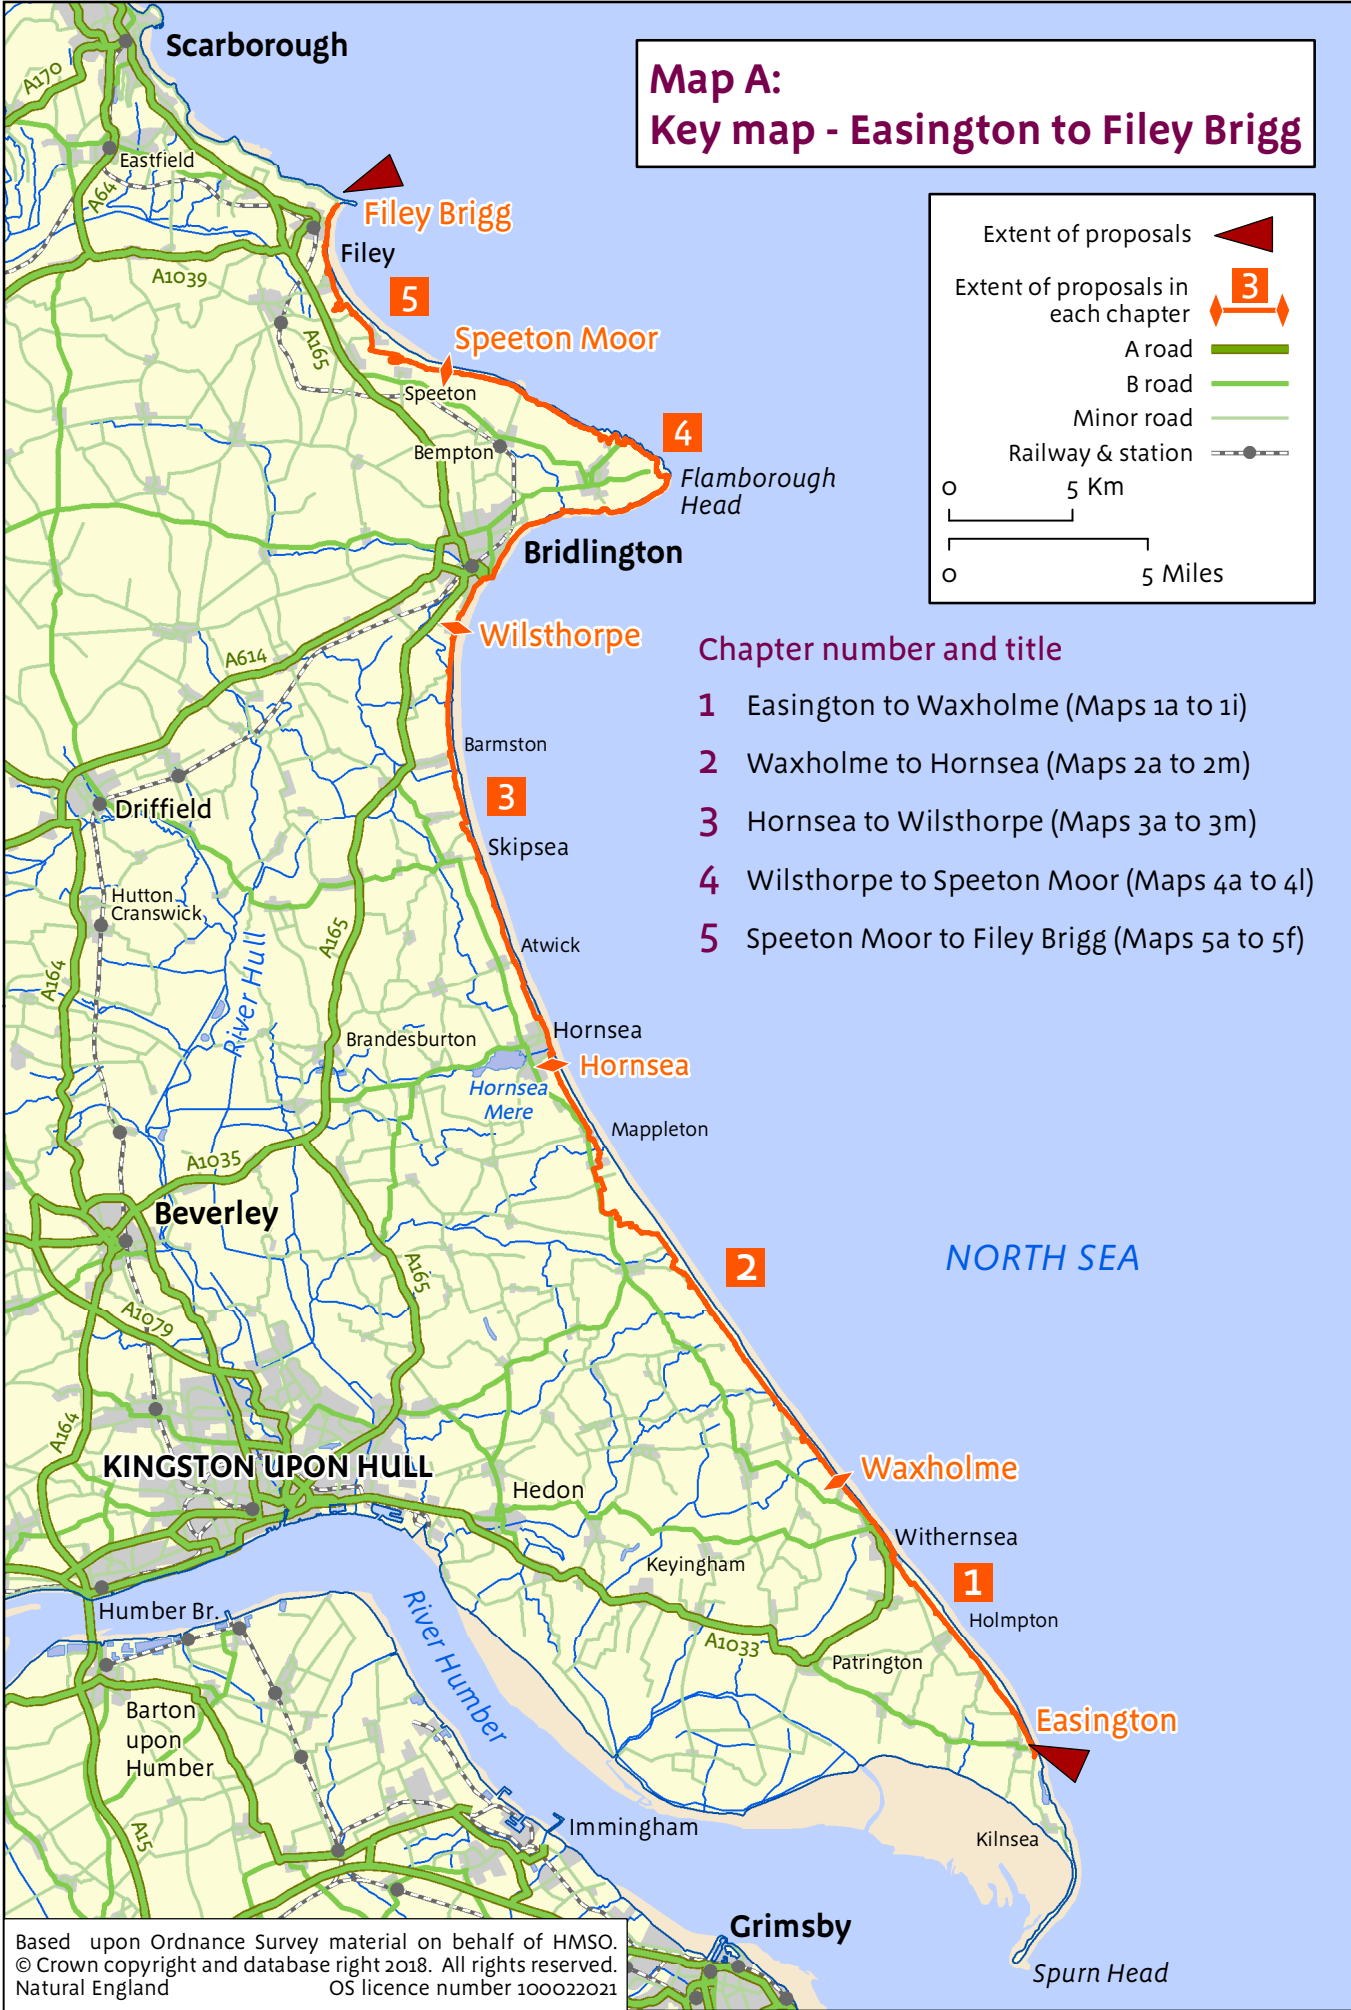 Scarborough
Map A:
Key map - Easington to Filey Brigg
A170
Eastfield
A64
Filey Brigg
Filey
A1039
5
A165
Speeton Moor
Speeton
4
Bempton
Flamborough
Head
Bridlington
Extent of proposals
Extent of proposals in
each chapter
3
A road
B road
Minor road
Railway & station
0 5 Km
0 5 Miles
Wilsthorpe
A614
Chapter number and title
1 Easington to Waxholme (Maps 1a to 1i)
2 Waxholme to Hornsea (Maps 2a to 2m)
3 Hornsea to Wilsthorpe (Maps 3a to 3m)
4 Wilsthorpe to Speeton Moor (Maps 4a to 4l)
5 Speeton Moor to Filey Brigg (Maps 5a to 5f)
Barmston
3
Driffield
Skipsea
Hutton
Cranswick
A165
River Hull
Atwick
A164
Brandesburton
Hornsea
Hornsea
Hornsea
Mere
Mappleton
A1035
Beverley
A165
2
NORTH SEA
A1079
A164
KINGSTON UPON HULL
Waxholme
Hedon
Withernsea
Keyingham
1
Humber Br.
Holmpton
River Humber
A1033
Patrington
Barton
upon
Humber
Easington
A15
Immingham
Kilnsea
Grimsby
Spurn Head
Based upon Ordnance Survey material on behalf of HMSO.
© Crown copyright and database right 2018. All rights reserved.
Natural England OS licence number 100022021